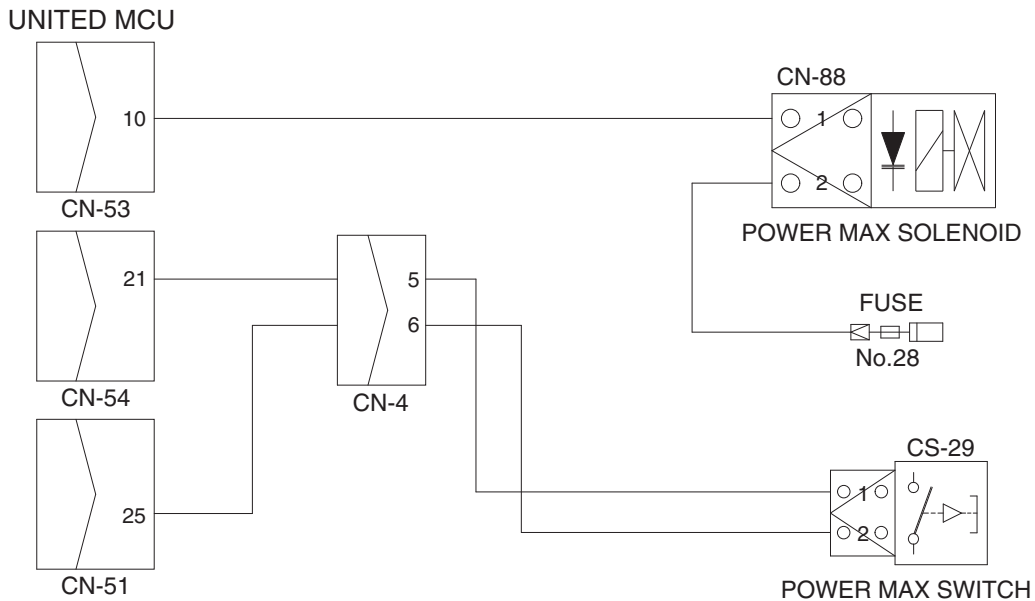 UNITED MCU
10
CN-53
CN-88
1
2
POWER MAX SOLENOID
21
CN-54
5
6
CN-4
FUSE
No.28
25
CN-51
CS-29
1
2
POWER MAX SWITCH